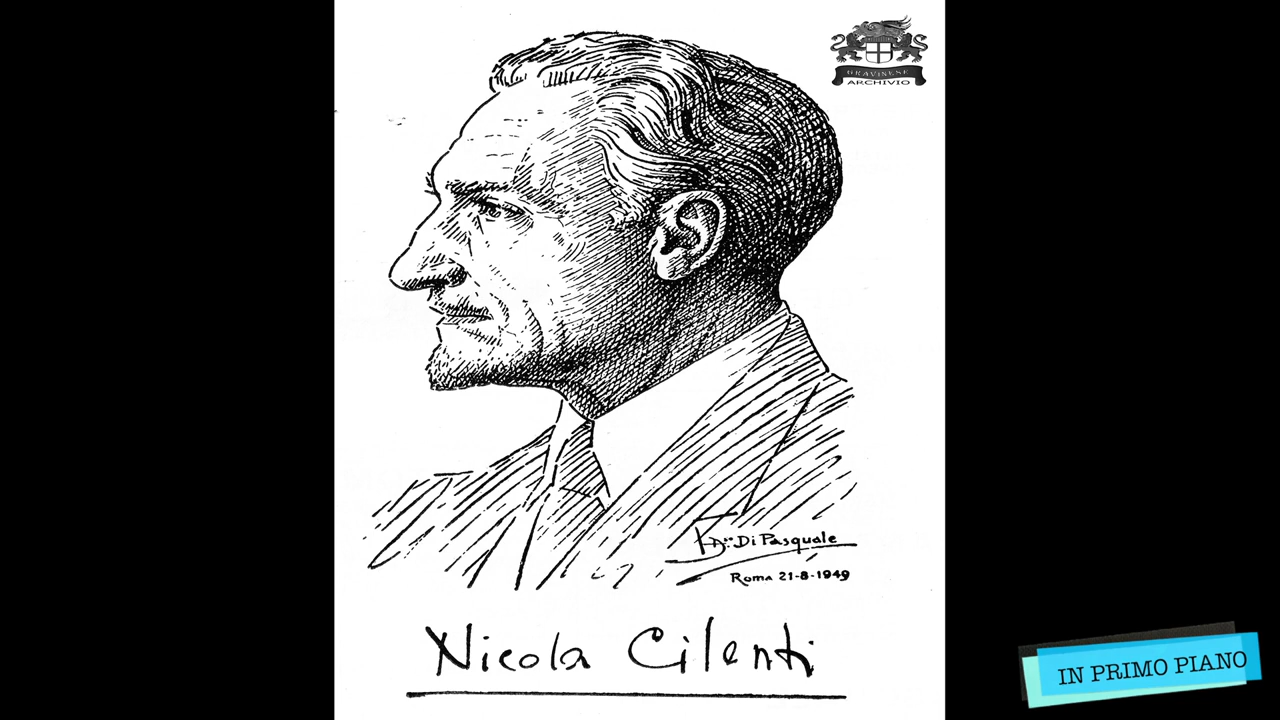 GRAVINESE
ARCHIVIO
Di Pasquale
Roma 21-8-1949
Nicola Cilenti
IN PRIMO PIANO